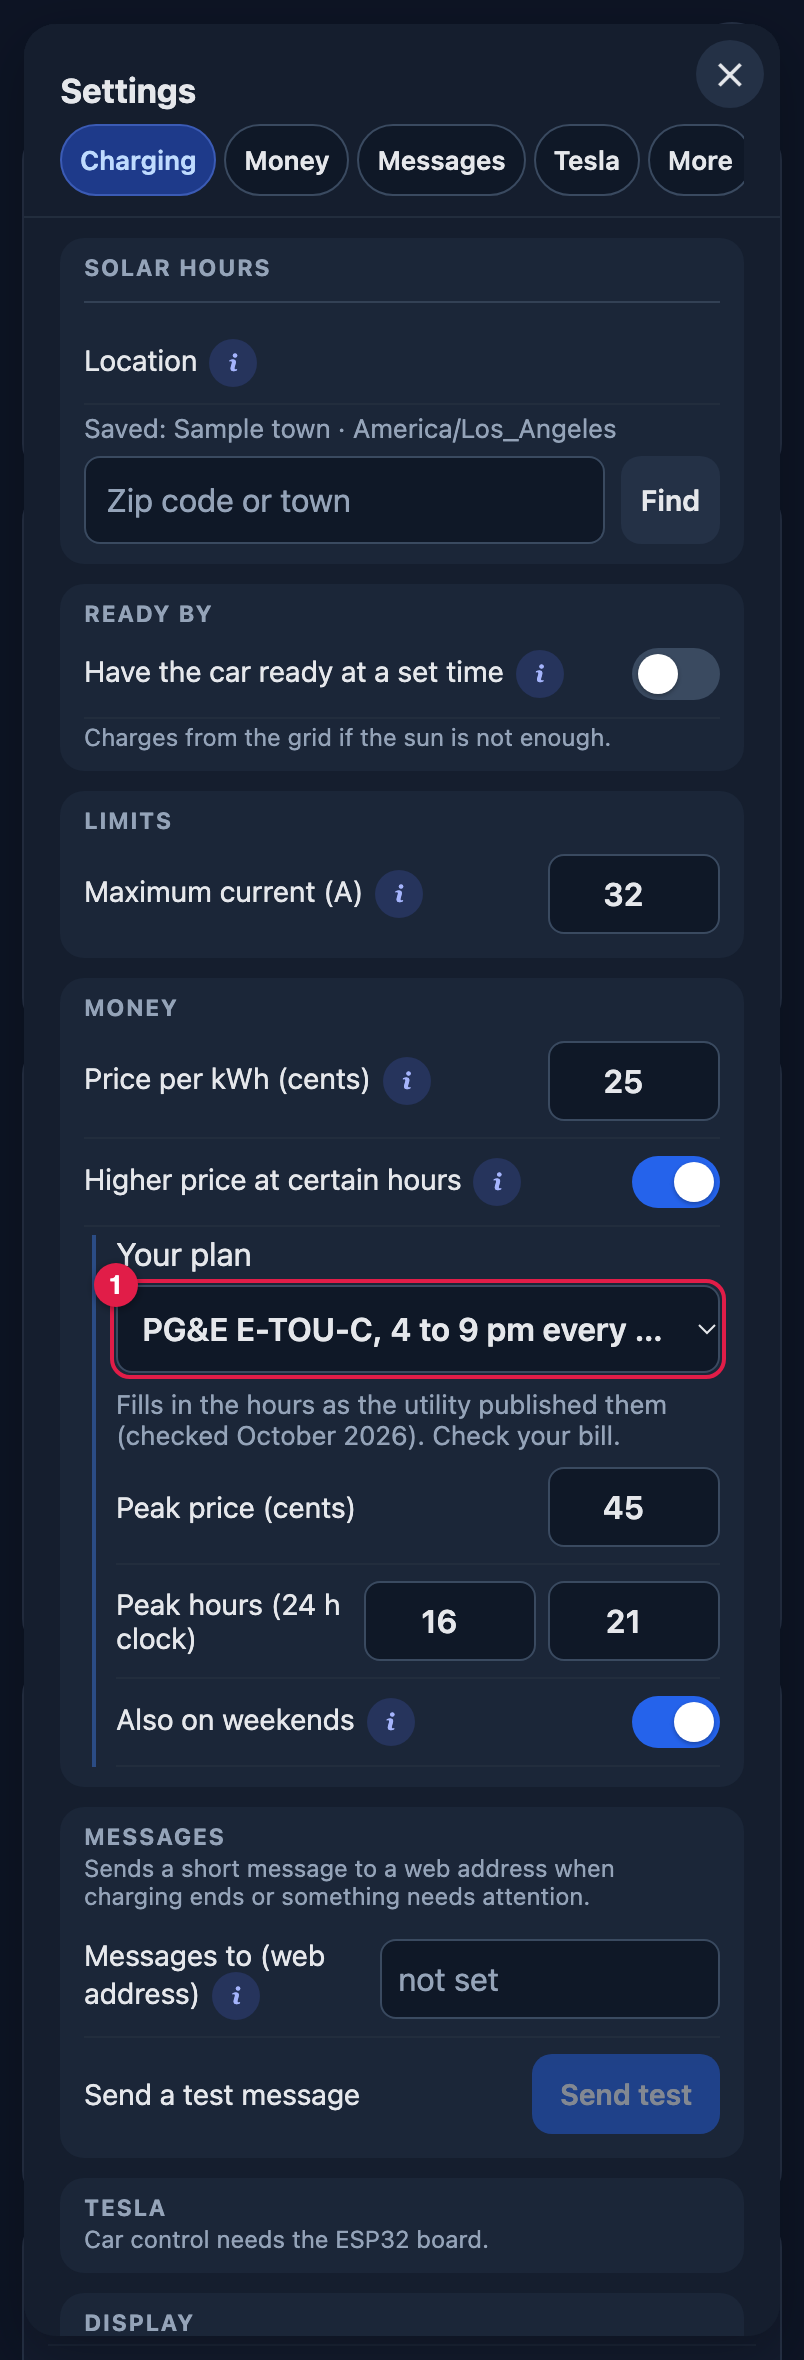 Settings
Charging
Money
Messages
Tesla
More
SOLAR HOURS
Location i
Saved: Sample town · America/Los_Angeles
Zip code or town
Find
READY BY
Have the car ready at a set time i
Charges from the grid if the sun is not enough.
LIMITS
Maximum current (A) i
32
MONEY
Price per kWh (cents) i
25
Higher price at certain hours i
Your plan
1
PG&E E-TOU-C, 4 to 9 pm every ...
Fills in the hours as the utility published them
(checked October 2026). Check your bill.
Peak price (cents)
45
Peak hours (24 h
clock)
16
21
Also on weekends i
MESSAGES
Sends a short message to a web address when
charging ends or something needs attention.
Messages to (web
address) i
not set
Send a test message
Send test
TESLA
Car control needs the ESP32 board.
DISPLAY